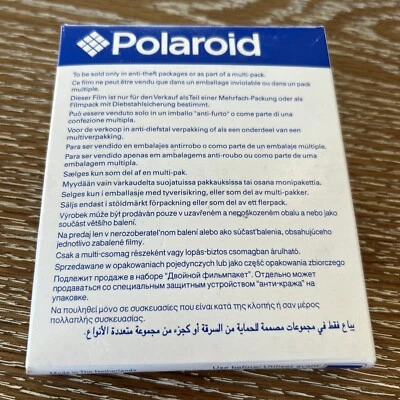 Polaroid
To be sold only in anti-theft packages or as part of a multi-pack.
Ce film ne peut être vendu que dans un emballage inviolable ou dans un pack
multiple.
Dieser Film ist nur für den Verkauf als Teil einer Mehrfach-Packung oder als
Filmpack mit Diebstahlsicherung bestimmt.
Può essere venduto solo in un imballo "anti-furto" o come parte di una
confezione multipla.
Voor de verkoop in anti-diefstal verpakking of als een onderdeel van een
multiverpakking.
Para ser vendido en embalajes antirrobo o como parte de un embalaje múltiple.
Para ser vendido apenas em embalagens anti-roubo ou como parte de uma
embalagem multipla.
Sælges kun som del af en multi-pak.
Myydään vain varkaudelta suojatuissa pakkauksissa tai osana monipakettia.
Selges kun i emballasje med tyverisikring, eller som del av multi-pakker.
Säljs endast i stöldmärkt förpackning eller som del av ett flerpack.
Výrobek může být prodáván pouze v uzavřeném a nepoškozeném obalu a nebo jako
součást většího balení.
Na predaj len v nerozoberateľnom balení alebo ako súčasť balenia, obsahujúceho
jednotlivo zabalené filmy.
Csak a multi-csomag részeként vagy lopás-biztos csomagban árulható.
Sprzedawane w opakowaniach pojedynczych lub jako część opakowania zbiorczego
Подлежит продаже в наборе "Двойной фильмпакет". Отдельно может
продаваться со специальным защитным устройством "анти-кража" на
упаковке.
Να πουληθεί μόνο σε συσκευασίες που είναι κατά της κλοπής ή σαν μέρος
πολλαπλής συσκευασίας.
يباع فقط في مجموعات مصممة للحماية من السرقة أو كجزء من مجموعة متعددة الأنواع.
Made in The Netherlands
Use before: